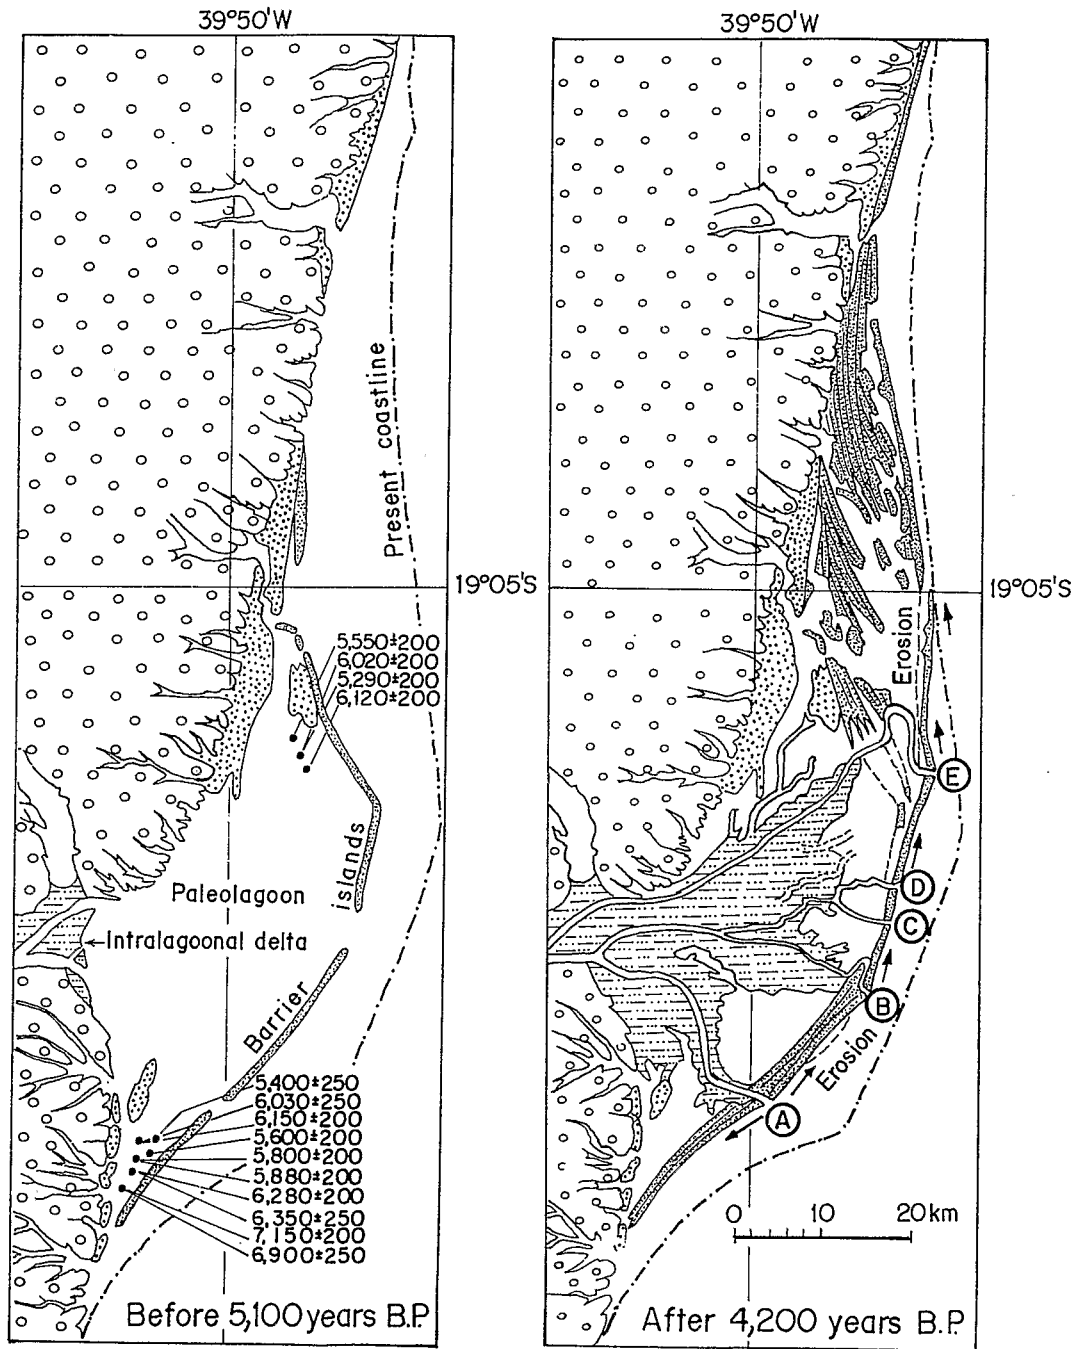 39°50'W
39°50'W
Present coastline
19°05'S
19°05'S
5,550±200
6,020±200
5,290±200
6,120±200
Erosion
E
islands
Paleolagoon
D
Intralagoonal delta
C
B
Barrier
Erosion
5,400±250
6,030±250
6,150±200
5,600±200
5,800±200
5,880±200
6,280±200
6,350±250
7,150±200
6,900±250
A
0 10 20 km
Before 5,100 years B.P.
After 4,200 years B.P.